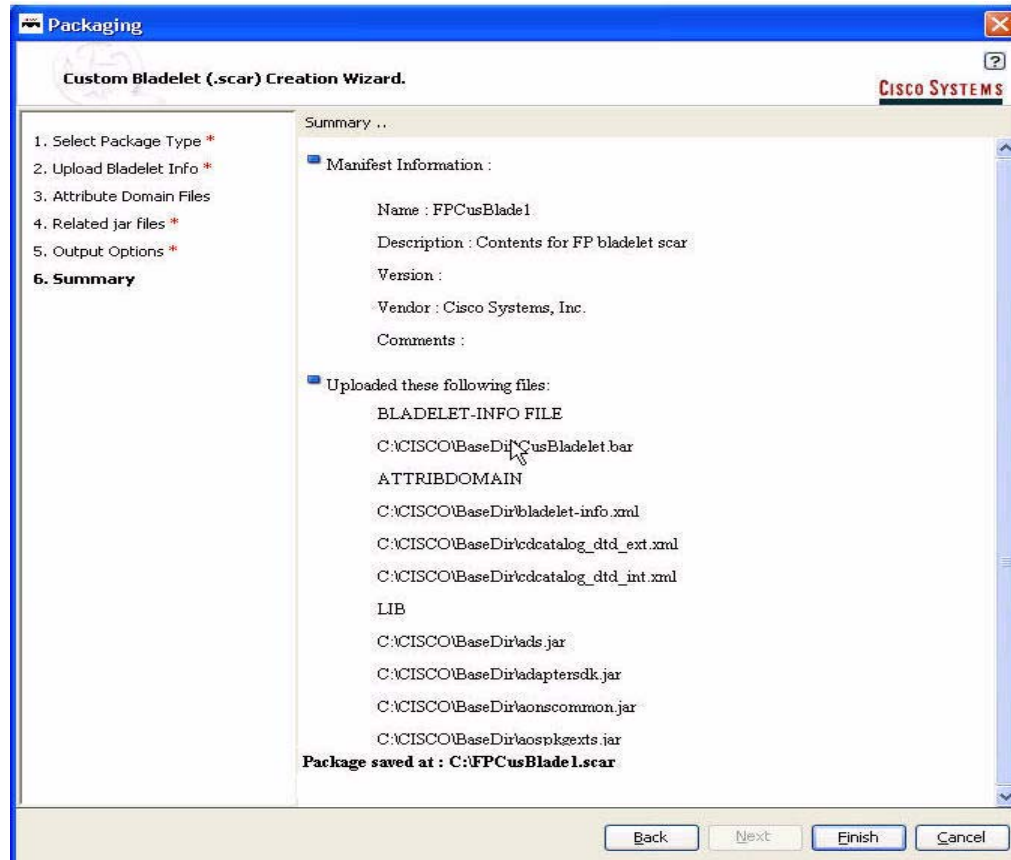 Packaging
Custom Bladelet (.scar) Creation Wizard.
?
CISCO SYSTEMS
1. Select Package Type *
2. Upload Bladelet Info *
3. Attribute Domain Files
4. Related jar files *
5. Output Options *
6. Summary
Summary ..
Manifest Information :
Name : FPCusBlade1
Description : Contents for FP bladelet scar
Version :
Vendor : Cisco Systems, Inc.
Comments :
Uploaded these following files:
BLADELET-INFO FILE
C:\CISCO\BaseDir\CusBladelet.bar
ATTRIBDOMAIN
C:\CISCO\BaseDir\bladelet-info.xml
C:\CISCO\BaseDir\cdcatalog_dtd_ext.xml
C:\CISCO\BaseDir\cdcatalog_dtd_int.xml
LIB
C:\CISCO\BaseDir\ads.jar
C:\CISCO\BaseDir\adaptersdk.jar
C:\CISCO\BaseDir\aonscommon.jar
C:\CISCO\BaseDir\aospkgexts.jar
Package saved at : C:\FPCusBlade1.scar
Back Next Finish Cancel